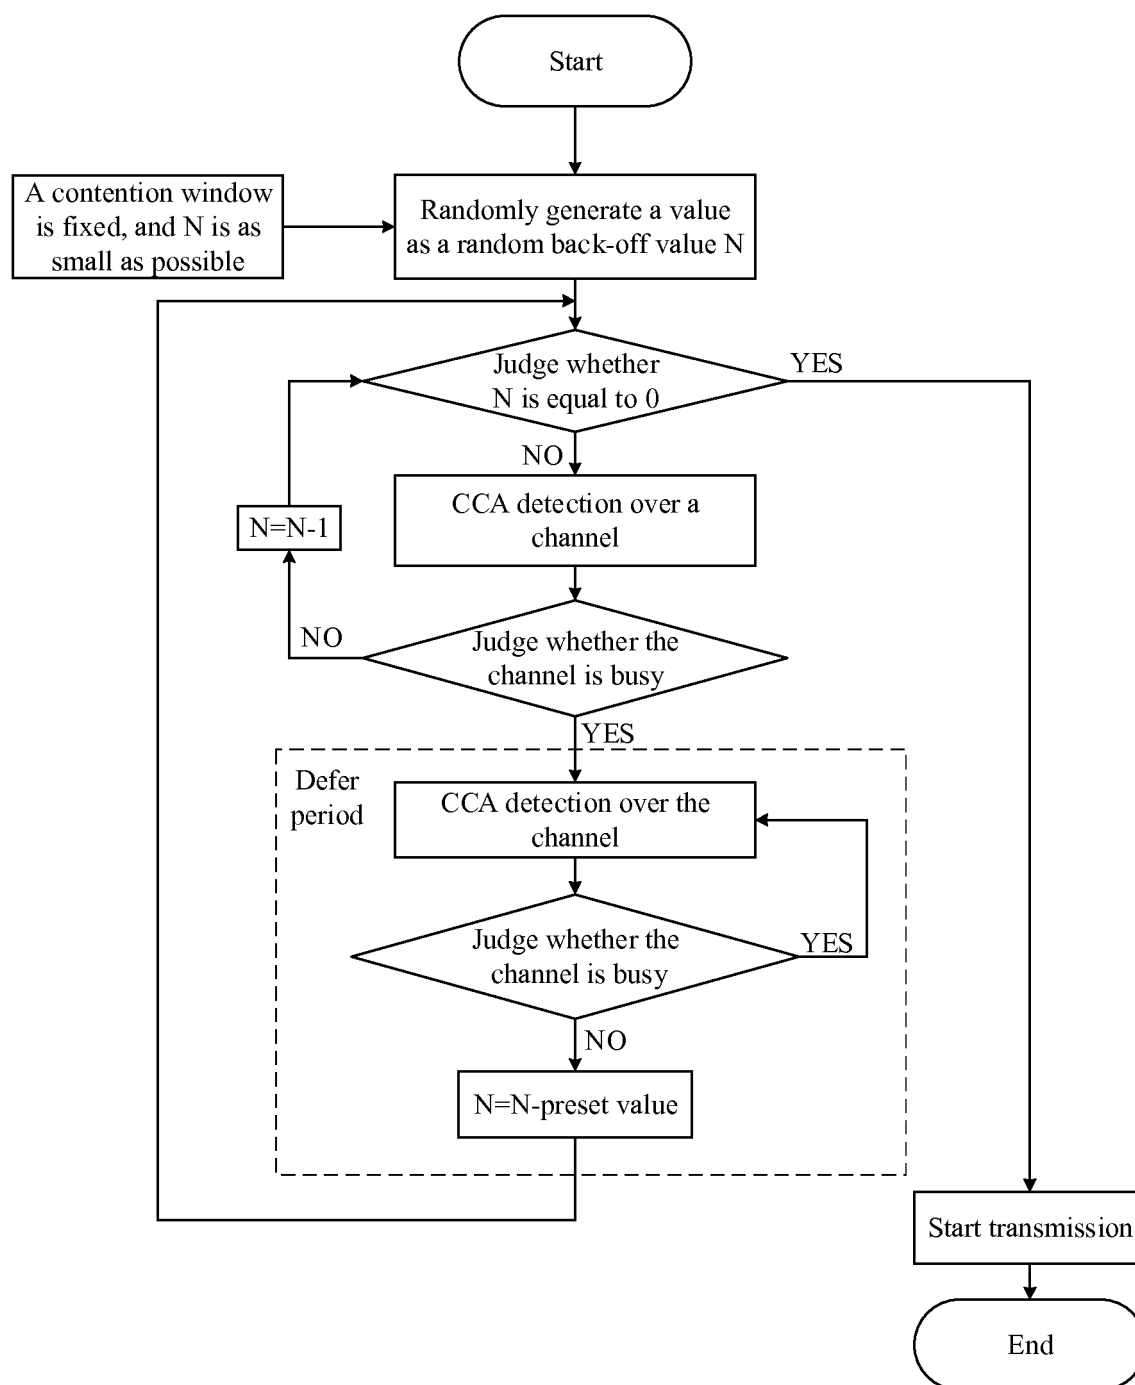 Start
A contention window
is fixed, and N is as
small as possible
Randomly generate a value
as a random back-off value N
Judge whether
N is equal to 0
YES
NO
CCA detection over a
channel
N=N-1
NO
Judge whether the
channel is busy
YES
Defer
period
CCA detection over the
channel
Judge whether the
channel is busy
YES
NO
N=N-preset value
Start transmission
End